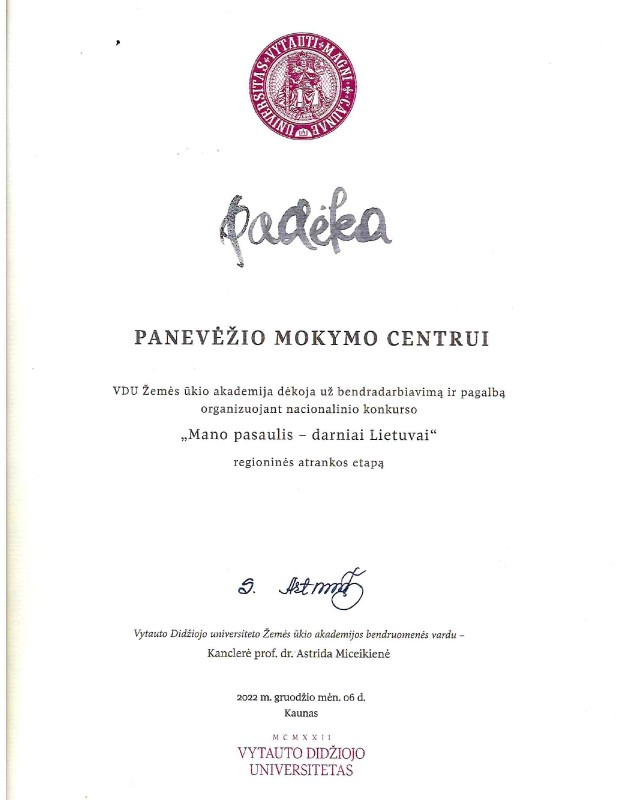 UNIVERSITAS VYTAUTI MAGNI CAUNAE
Padėka
PANEVĖŽIO MOKYMO CENTRUI
VDU Žemės ūkio akademija dėkoja už bendradarbiavimą ir pagalbą
organizuojant nacionalinio konkurso
„Mano pasaulis – darniai Lietuvai“
regioninės atrankos etapą
Vytauto Didžiojo universiteto Žemės ūkio akademijos bendruomenės vardu –
Kanclerė prof. dr. Astrida Miceikienė
2022 m. gruodžio mėn. 06 d.
Kaunas
MCMXXII
VYTAUTO DIDŽIOJO
UNIVERSITETAS